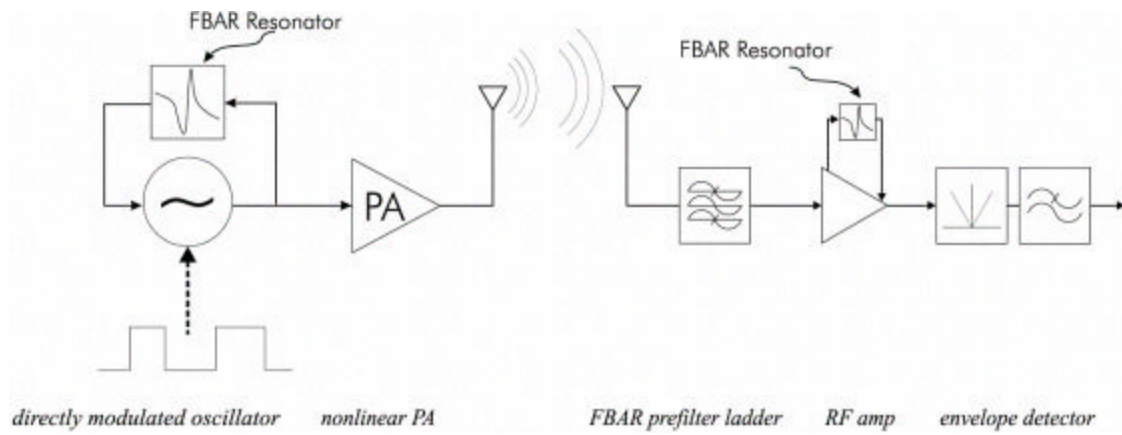 FBAR Resonator
FBAR Resonator
PA
directly modulated oscillator
nonlinear PA
FBAR prefilter ladder
RF amp
envelope detector